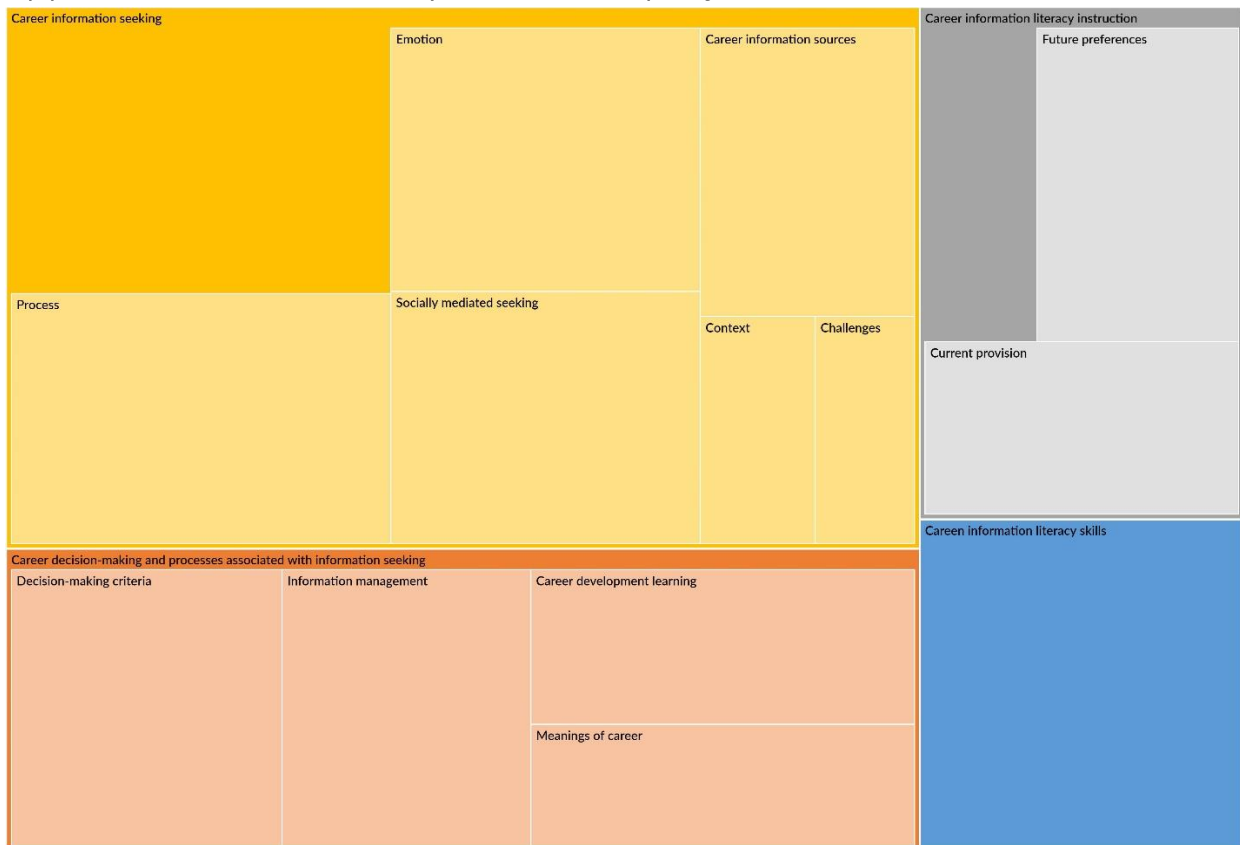 Career information seeking
Emotion
Career information sources
Process
Socially mediated seeking
Context
Challenges
Career information literacy instruction
Future preferences
Current provision
Career decision-making and processes associated with information seeking
Decision-making criteria
Information management
Career development learning
Meanings of career
Careen information literacy skills